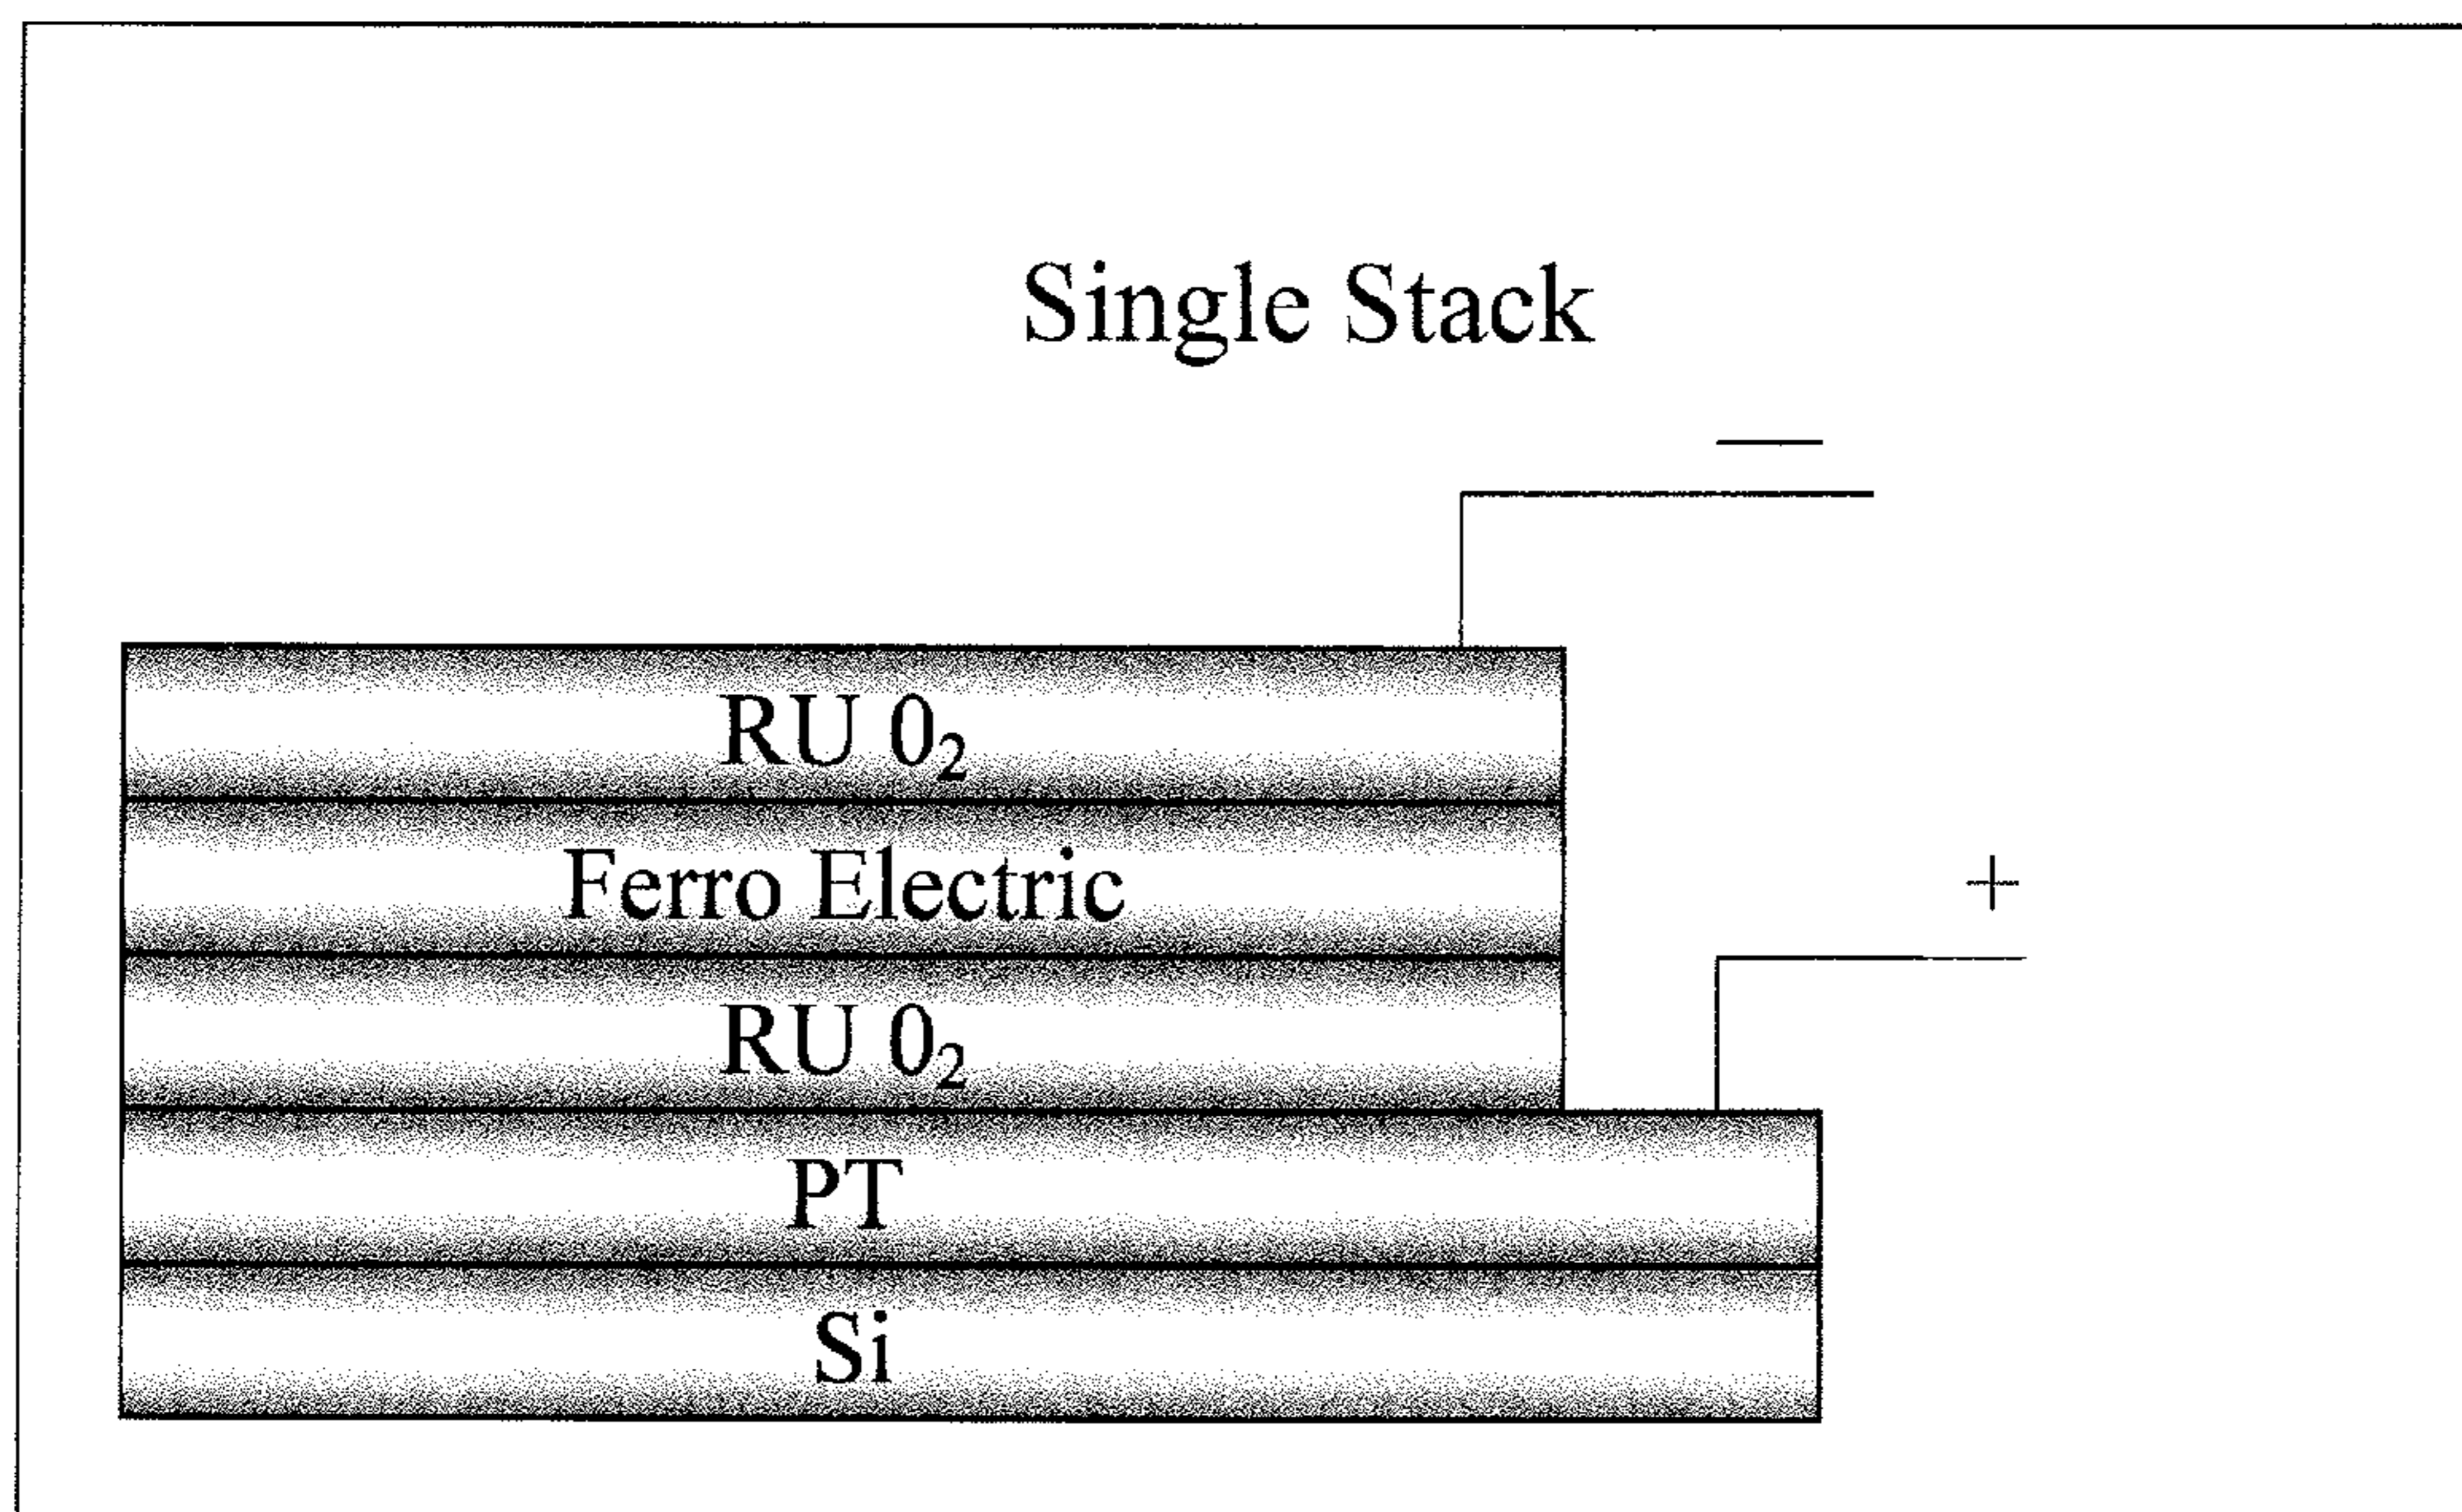 Single Stack
—
RU 0₂
Ferro Electric
+
RU 0₂
PT
Si